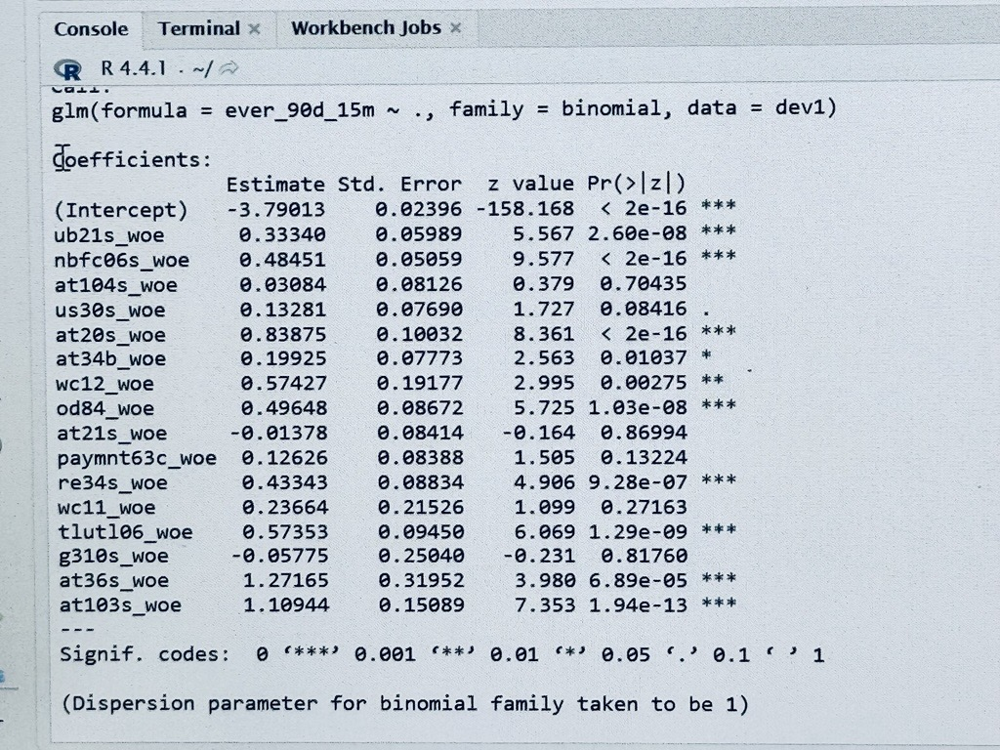 Console Terminal × Workbench Jobs ×
R R 4.4.1 · ~/
Call:
glm(formula = ever_90d_15m ~ ., family = binomial, data = dev1)
Coefficients:
Estimate Std. Error z value Pr(>|z|)
(Intercept) -3.79013 0.02396 -158.168 < 2e-16 ***
ub21s_woe 0.33340 0.05989 5.567 2.60e-08 ***
nbfc06s_woe 0.48451 0.05059 9.577 < 2e-16 ***
at104s_woe 0.03084 0.08126 0.379 0.70435
us30s_woe 0.13281 0.07690 1.727 0.08416 .
at20s_woe 0.83875 0.10032 8.361 < 2e-16 ***
at34b_woe 0.19925 0.07773 2.563 0.01037 *
wc12_woe 0.57427 0.19177 2.995 0.00275 **
od84_woe 0.49648 0.08672 5.725 1.03e-08 ***
at21s_woe -0.01378 0.08414 -0.164 0.86994
paymnt63c_woe 0.12626 0.08388 1.505 0.13224
re34s_woe 0.43343 0.08834 4.906 9.28e-07 ***
wc11_woe 0.23664 0.21526 1.099 0.27163
tlutl06_woe 0.57353 0.09450 6.069 1.29e-09 ***
g310s_woe -0.05775 0.25040 -0.231 0.81760
at36s_woe 1.27165 0.31952 3.980 6.89e-05 ***
at103s_woe 1.10944 0.15089 7.353 1.94e-13 ***
---
Signif. codes: 0 ‘***’ 0.001 ‘**’ 0.01 ‘*’ 0.05 ‘.’ 0.1 ‘ ’ 1
(Dispersion parameter for binomial family taken to be 1)